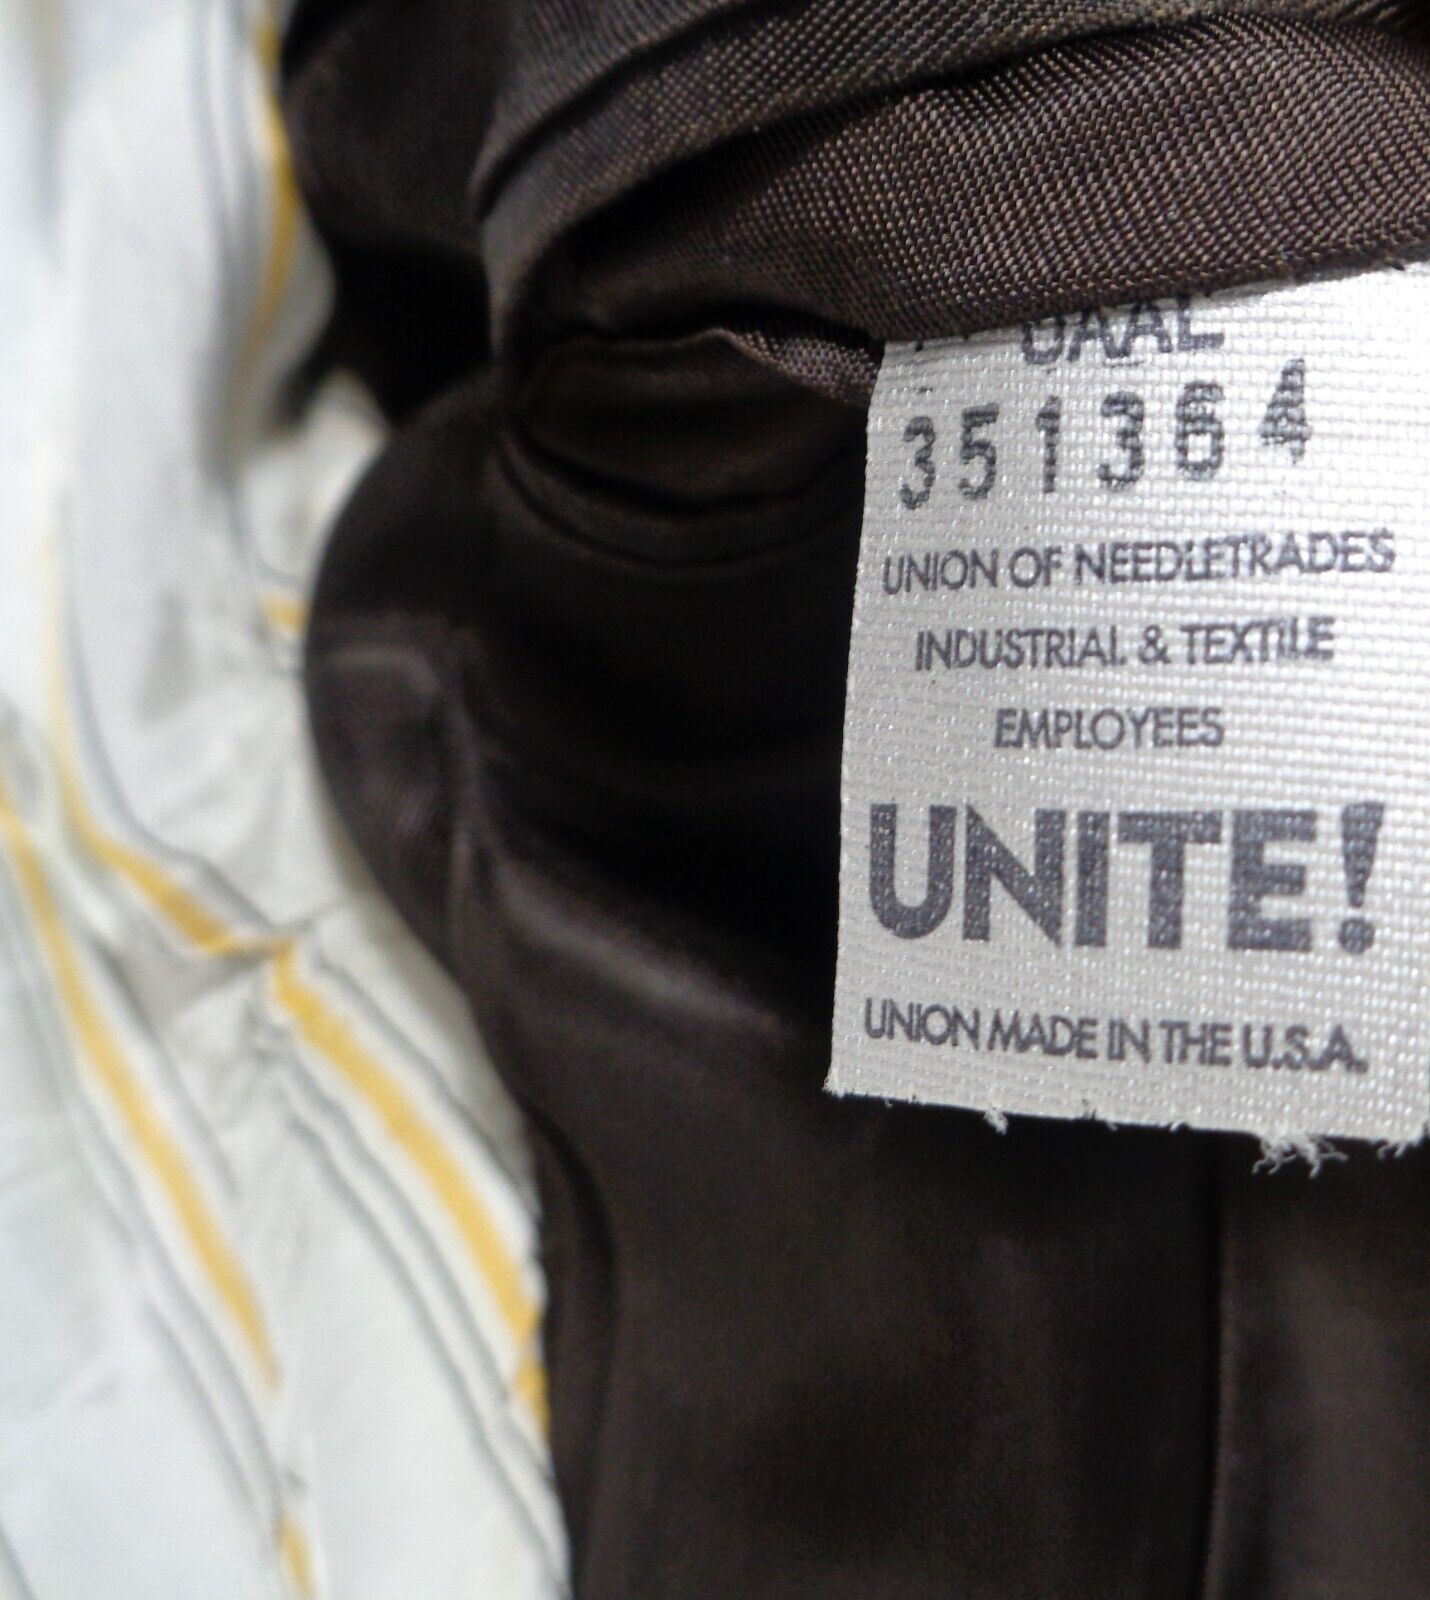 351364
UNION OF NEEDLETRADES
INDUSTRIAL & TEXTILE
EMPLOYEES
UNITE!
UNION MADE IN THE U.S.A.